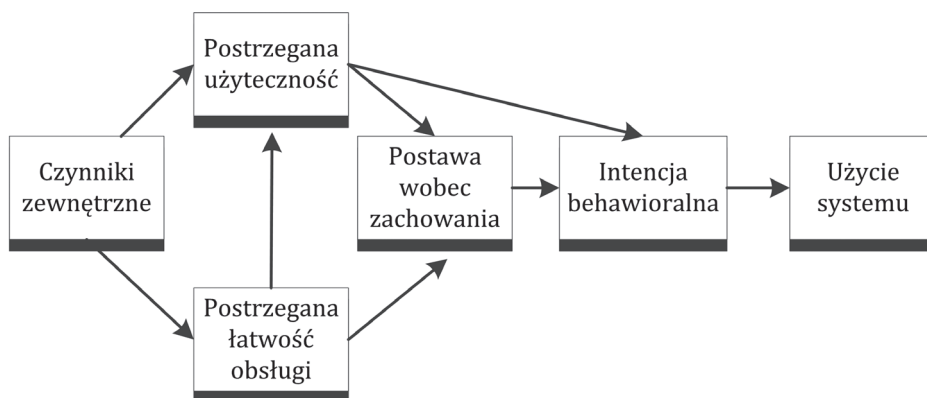 Postrzegana
użyteczność
Czynniki
zewnętrzne
Postawa
wobec
zachowania
Intencja
behawioralna
Użycie
systemu
Postrzegana
łatwość
obsługi